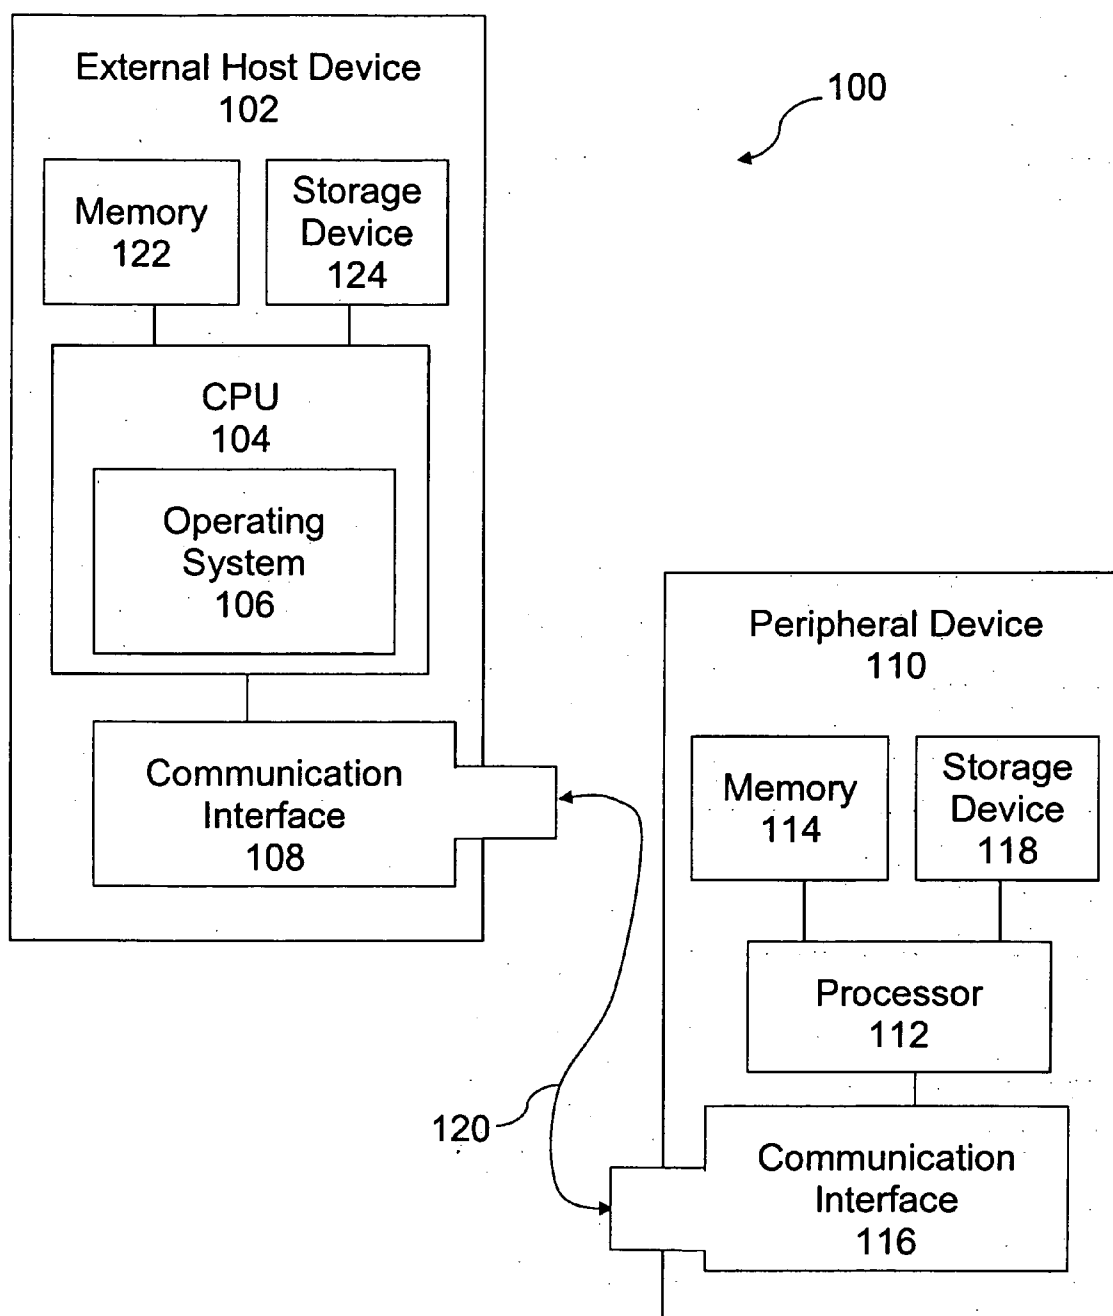 External Host Device
102
100
Memory
122
Storage
Device
124
CPU
104
Operating
System
106
Communication
Interface
108
Peripheral Device
110
Memory
114
Storage
Device
118
Processor
112
120
Communication
Interface
116